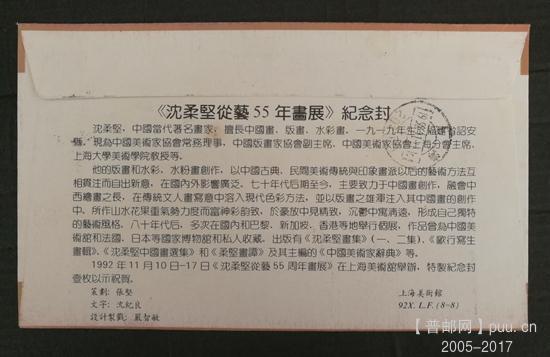 《沈柔堅從藝55年畫展》紀念封
沈柔堅，中國當代著名畫家，擅長中國畫，版畫，水彩畫，一九一九年生於福建省詔安
縣。現為中國美術家協會常務理事，中國版畫家協會副主席，中國美術家協會上海分會主席，
上海大學美術學院教授等。
他的版畫和水彩、水粉畫創作，以中國古典、民間美術傳統與印象畫派以后的藝術方法互
相貫注而自出新意，在國內外影響廣泛。七十年代后期至今，主要致力于中國畫創作，融會中
西繪畫之長，在傳統文人畫寫意中溶入現代色彩方法，並以版畫之雄渾注入其中國畫的創作
中，所作山水花果重氣勢力度而富神彩韵致，於豪放中見精致，沉鬱中寓清遠，形成自己獨特
的藝術風格。八十年代后，多次在國內和巴黎、新加坡、香港等地舉行個展，作品曾為中國美
術館和法國、日本等國家博物館和私人收藏。出版有《沈柔堅畫集》（一、二集）、《歐行寫生
畫輯》、《沈柔堅中國畫選集》和《柔堅畫譚》及其主編的《中國美術家辭典》等。
1992年11月10日—17日《沈柔堅從藝55周年畫展》在上海美術館舉辦，特製紀念封
壹枚以示祝賀。
策劃：張堅
文字：沈紀良
設計製戳：嚴智敏
上海美術館
92X．L．F．(8—8)
【普邮网】puu.cn
2005-2017